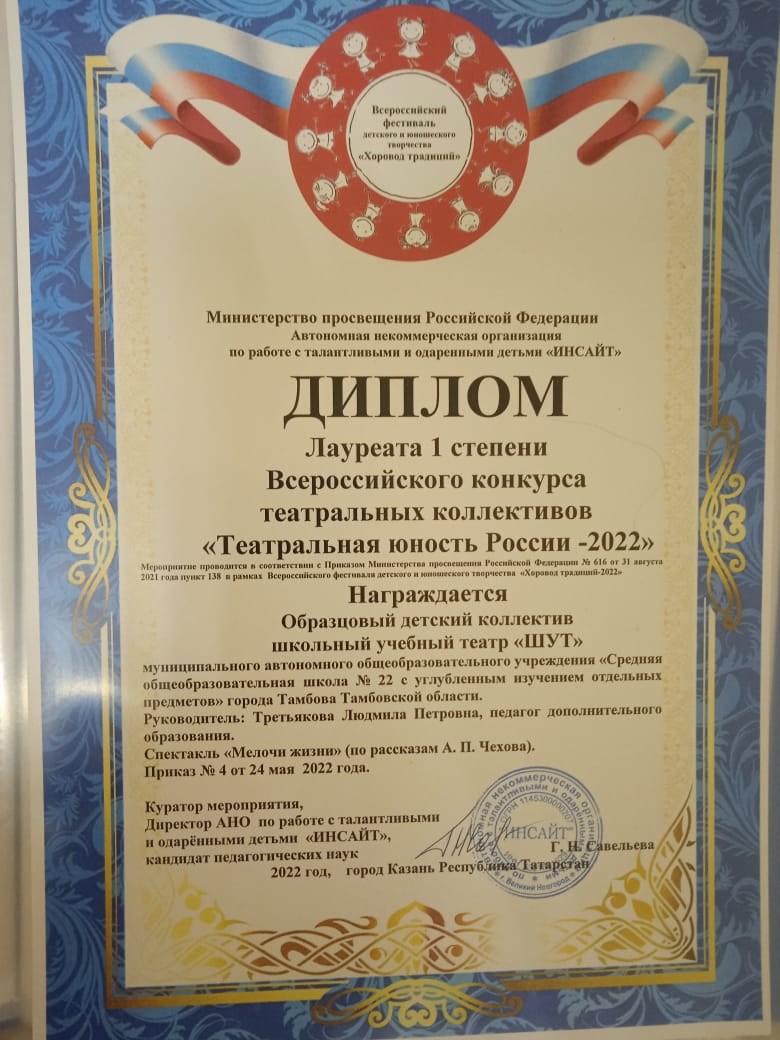 Всероссийский
фестиваль
детского и юношеского
творчества
«Хоровод традиций»
Министерство просвещения Российской Федерации
Автономная некоммерческая организация
по работе с талантливыми и одаренными детьми «ИНСАЙТ»
ДИПЛОМ
Лауреата 1 степени
Всероссийского конкурса
театральных коллективов
«Театральная юность России -2022»
Мероприятие проводится в соответствии с Приказом Министерства просвещения Российской Федерации № 616 от 31 августа
2021 года пункт 138 в рамках Всероссийского фестиваля детского и юношеского творчества «Хоровод традиций-2022»
Награждается
Образцовый детский коллектив
школьный учебный театр «ШУТ»
муниципального автономного общеобразовательного учреждения «Средняя
общеобразовательная школа № 22 с углубленным изучением отдельных
предметов» города Тамбова Тамбовской области.
Руководитель: Третьякова Людмила Петровна, педагог дополнительного
образования.
Спектакль «Мелочи жизни» (по рассказам А. П. Чехова).
Приказ № 4 от 24 мая 2022 года.
Куратор мероприятия,
Директор АНО по работе с талантливыми
и одарёнными детьми «ИНСАЙТ»,
кандидат педагогических наук
Г. Н. Савельева
2022 год, город Казань Республика Татарстан
"ИНСАЙТ"
г. Великий Новгород